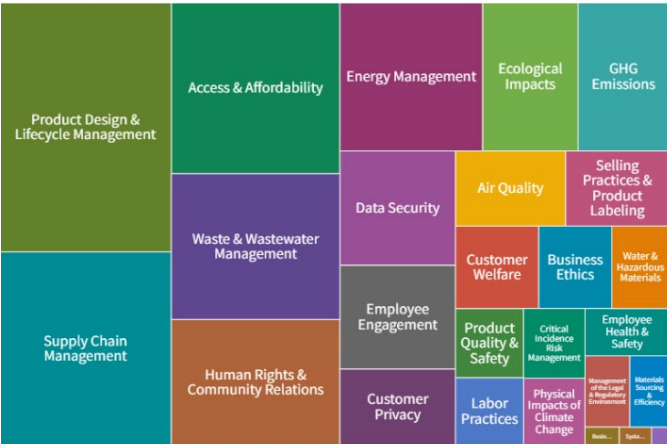 Product Design &
Lifecycle Management
Supply Chain
Management
Access & Affordability
Waste & Wastewater
Management
Human Rights &
Community Relations
Energy Management
Ecological
Impacts
GHG
Emissions
Data Security
Employee
Engagement
Customer
Privacy
Air Quality
Selling
Practices &
Product
Labeling
Customer
Welfare
Business
Ethics
Water &
Hazardous
Materials
Product
Quality &
Safety
Critical
Incidence
Risk
Management
Employee
Health &
Safety
Labor
Practices
Physical
Impacts of
Climate
Change
Management
of the Legal
& Regulatory
Environment
Materials
Sourcing
&
Efficiency
Syste...